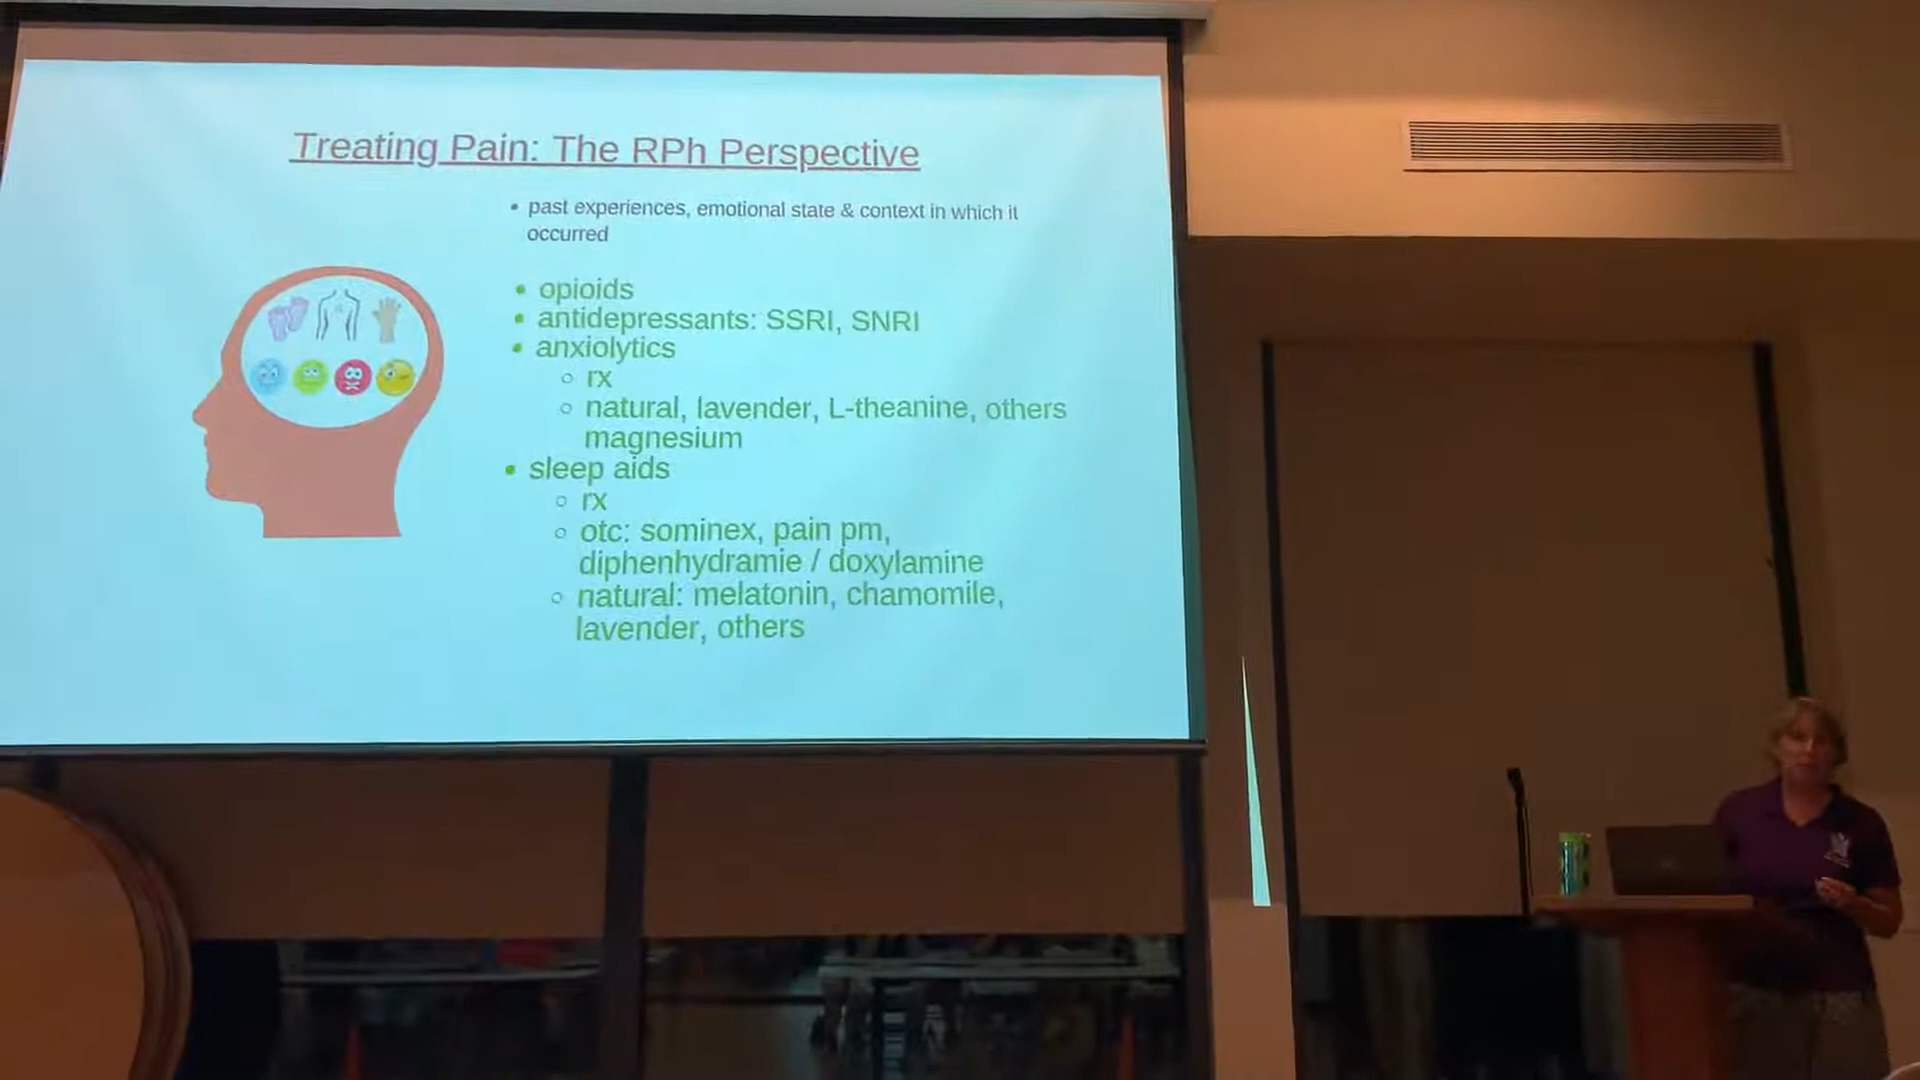 Treating Pain: The RPh Perspective
• past experiences, emotional state & context in which it
occurred
• opioids
• antidepressants: SSRI, SNRI
• anxiolytics
○ rx
○ natural, lavender, L-theanine, others
magnesium
• sleep aids
○ rx
○ otc: sominex, pain pm,
diphenhydramie / doxylamine
○ natural: melatonin, chamomile,
lavender, others